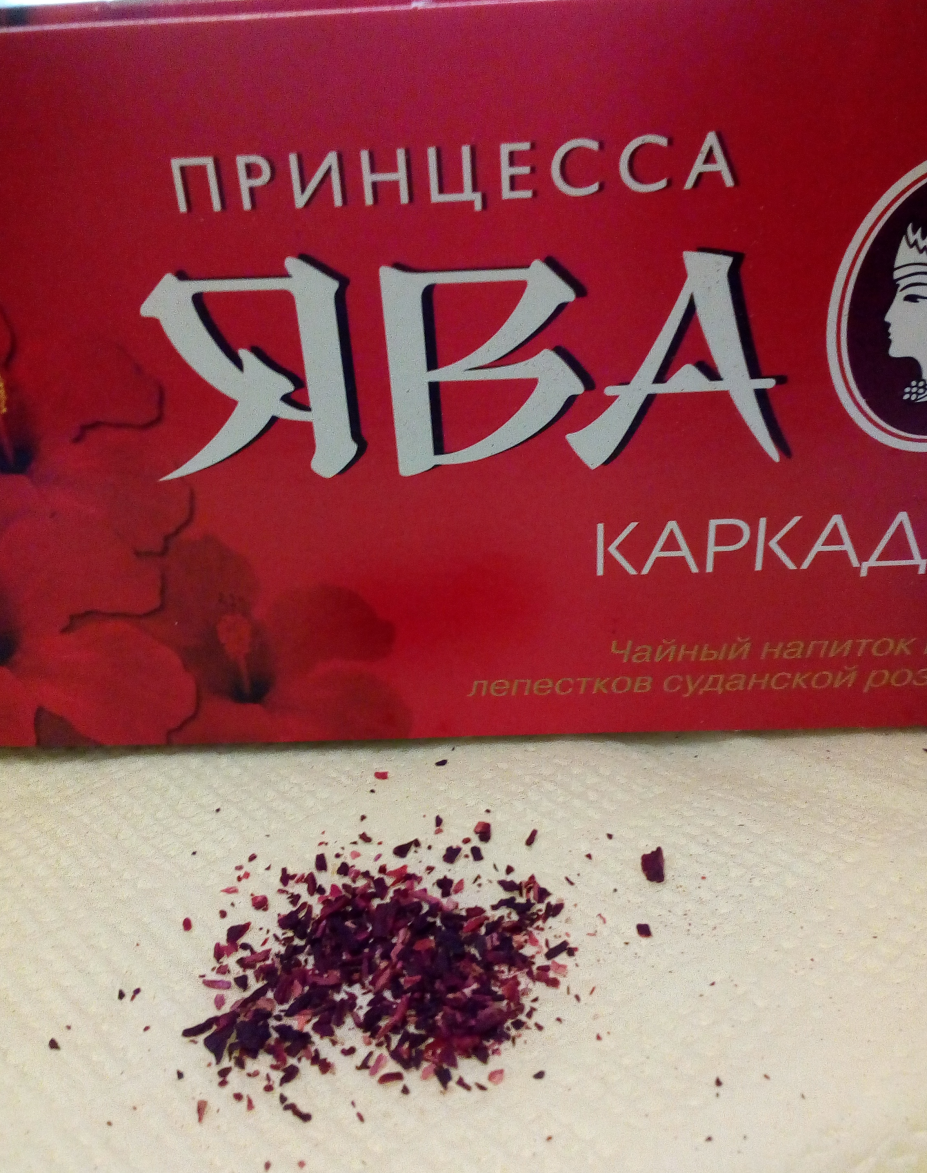 ПРИНЦЕССА
ЯВА
КАРКАД
Чайный напиток
лепестков суданской роз